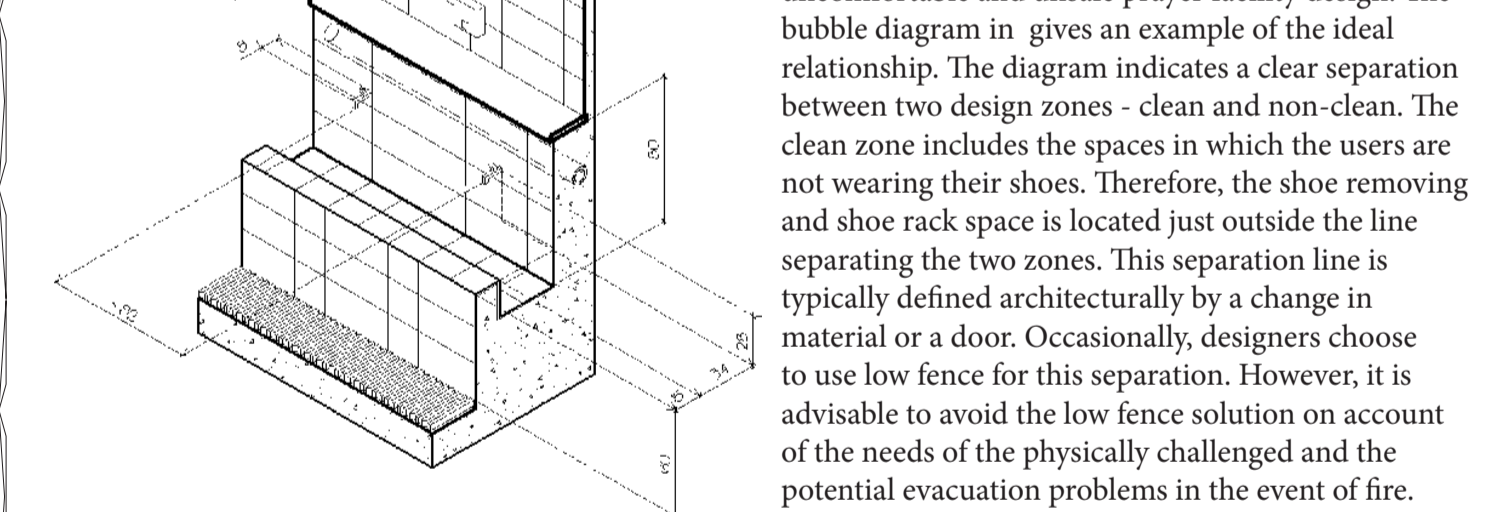 bubble diagram in  gives an example of the ideal
relationship. The diagram indicates a clear separation
between two design zones - clean and non-clean. The
clean zone includes the spaces in which the users are
not wearing their shoes. Therefore, the shoe removing
and shoe rack space is located just outside the line
separating the two zones. This separation line is
typically defined architecturally by a change in
material or a door. Occasionally, designers choose
to use low fence for this separation. However, it is
advisable to avoid the low fence solution on account
of the needs of the physically challenged and the
potential evacuation problems in the event of fire.
34